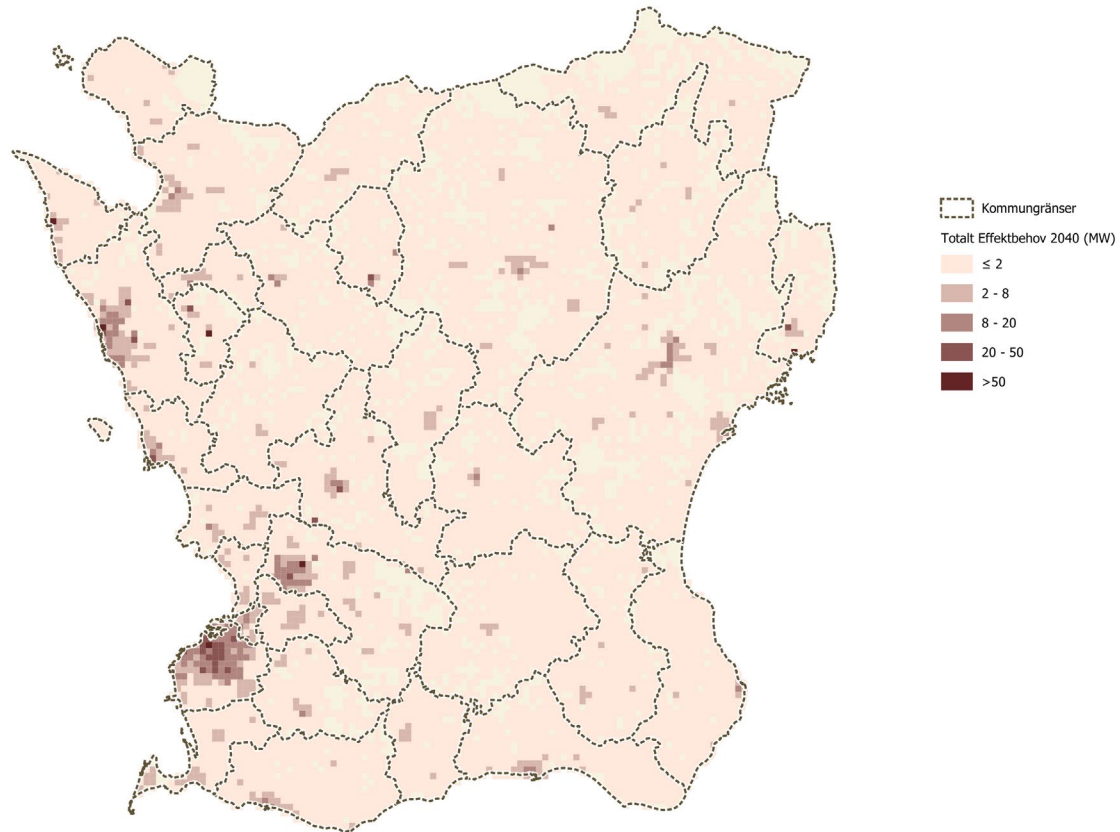 Kommungränser
Totalt Effektbehov 2040 (MW)
≤ 2
2 - 8
8 - 20
20 - 50
>50